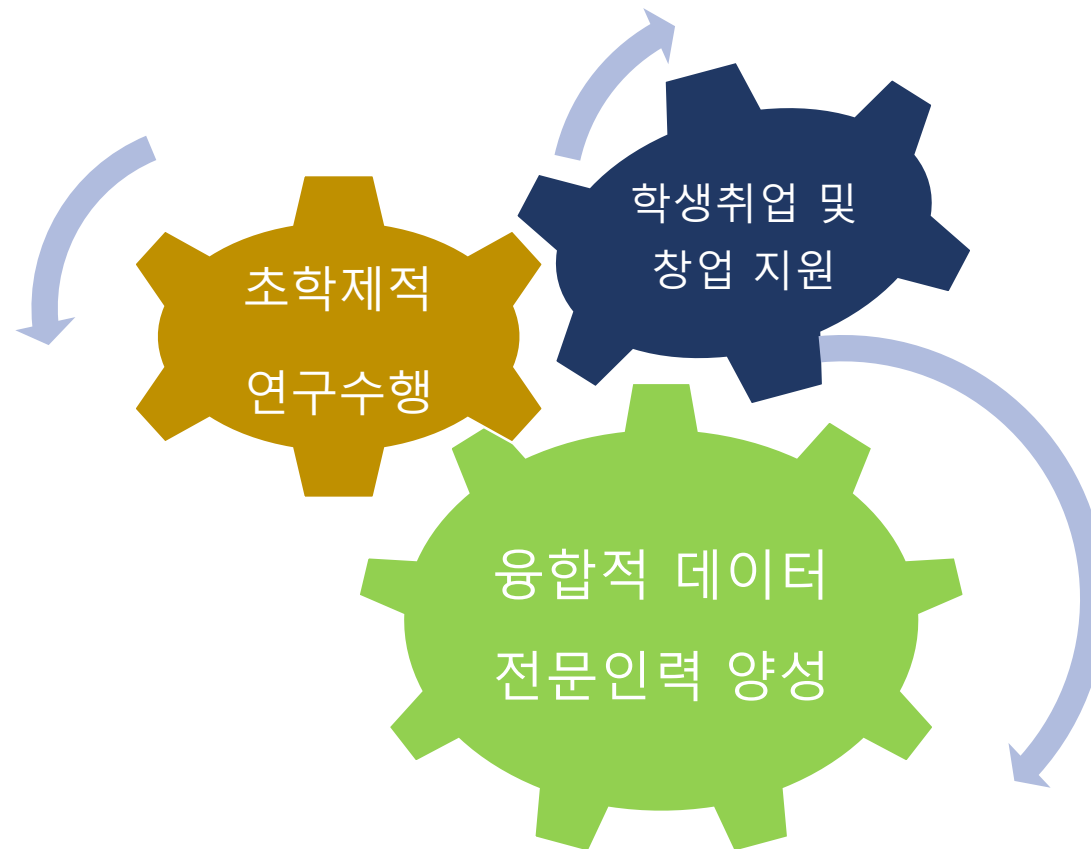 학생취업 및
창업 지원
초학제적
연구수행
융합적 데이터
전문인력 양성